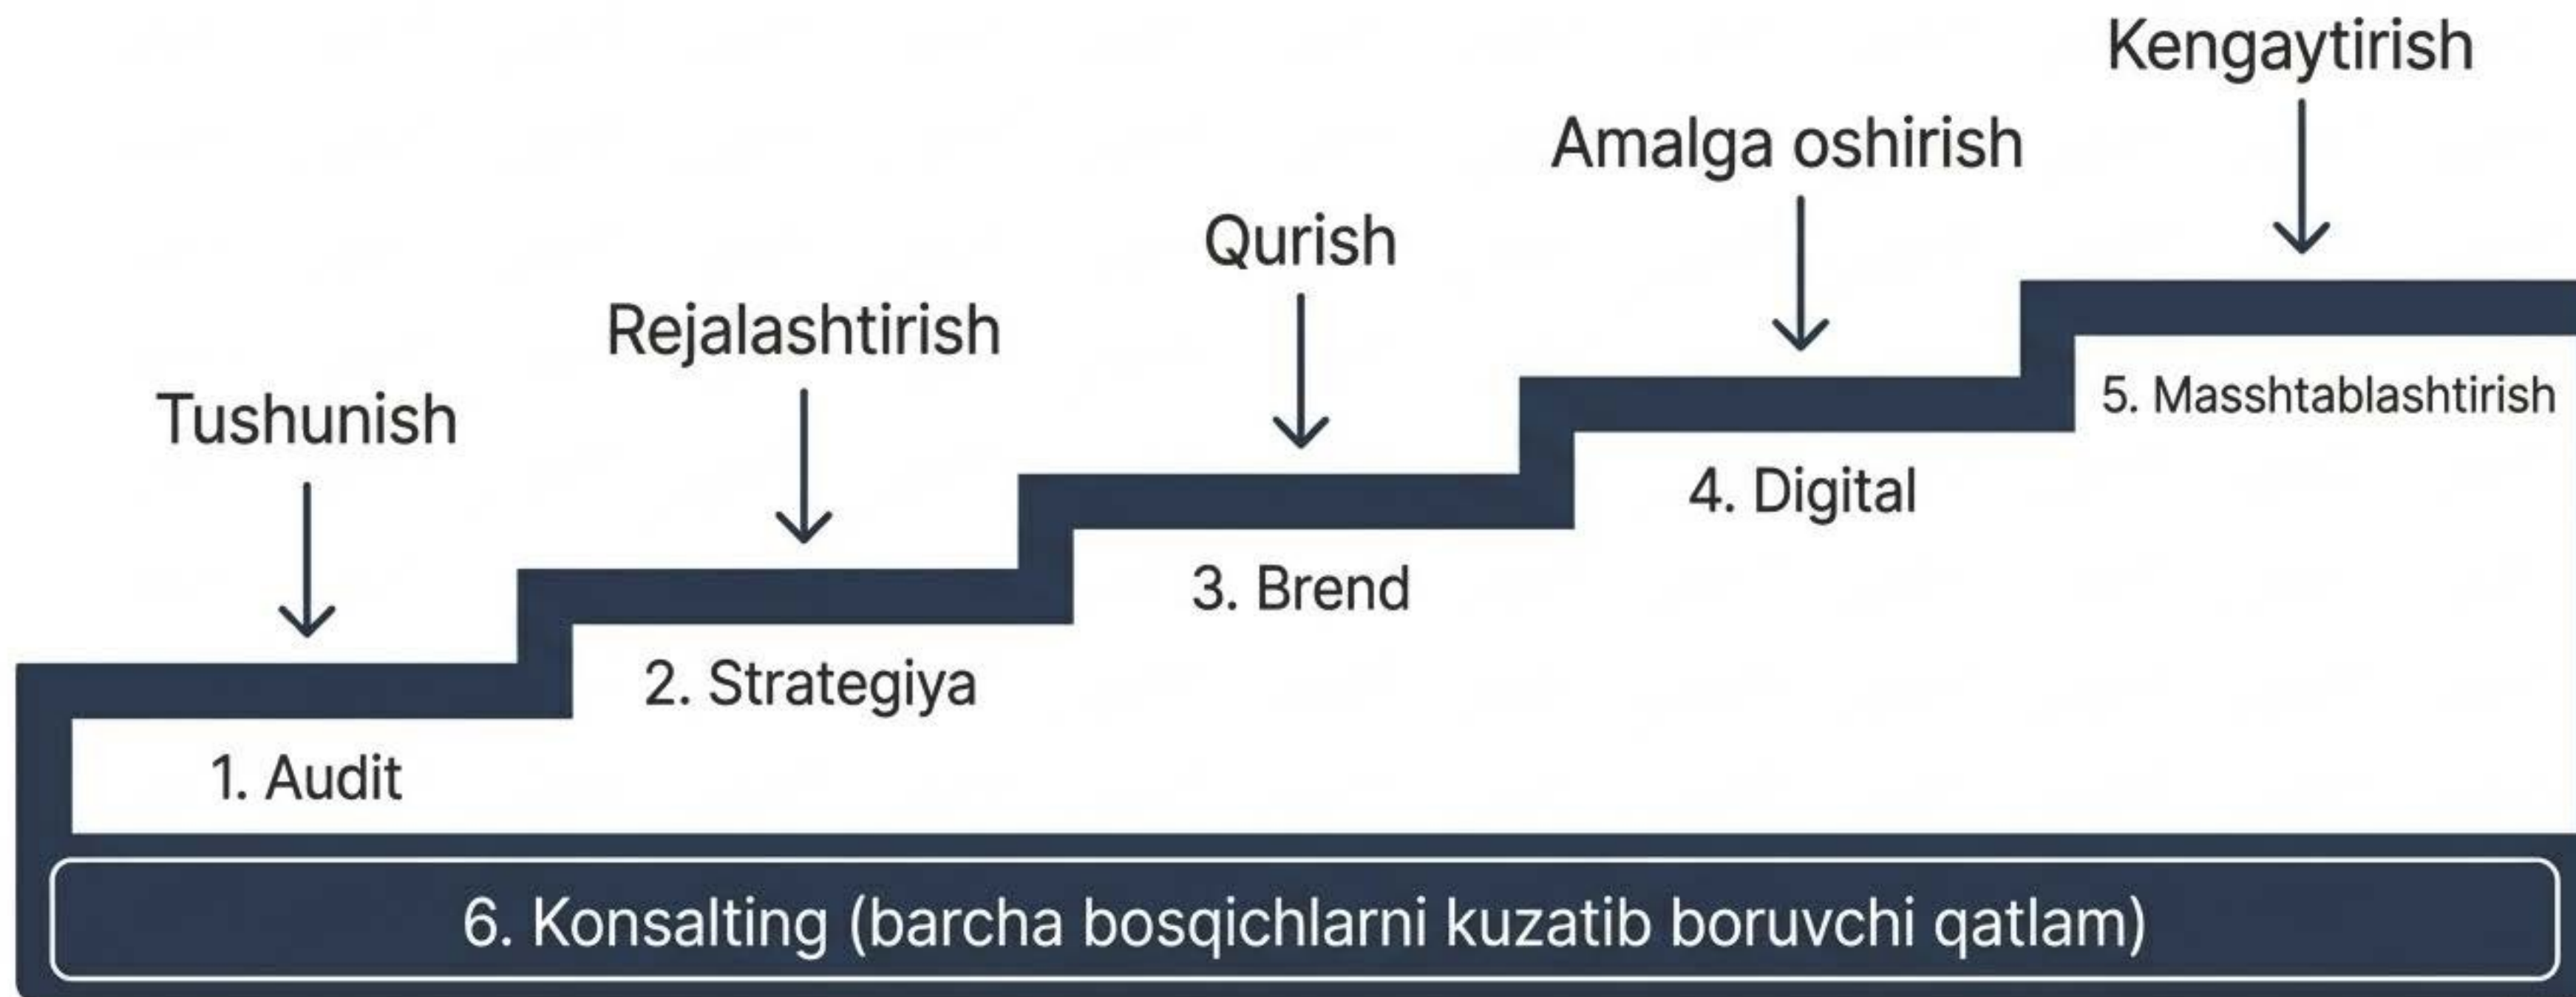 Tushunish
Rejalashtirish
Qurish
Amalga oshirish
Kengaytirish
1. Audit
2. Strategiya
3. Brend
4. Digital
5. Masshtablashtirish
6. Konsalting (barcha bosqichlarni kuzatib boruvchi qatlam)